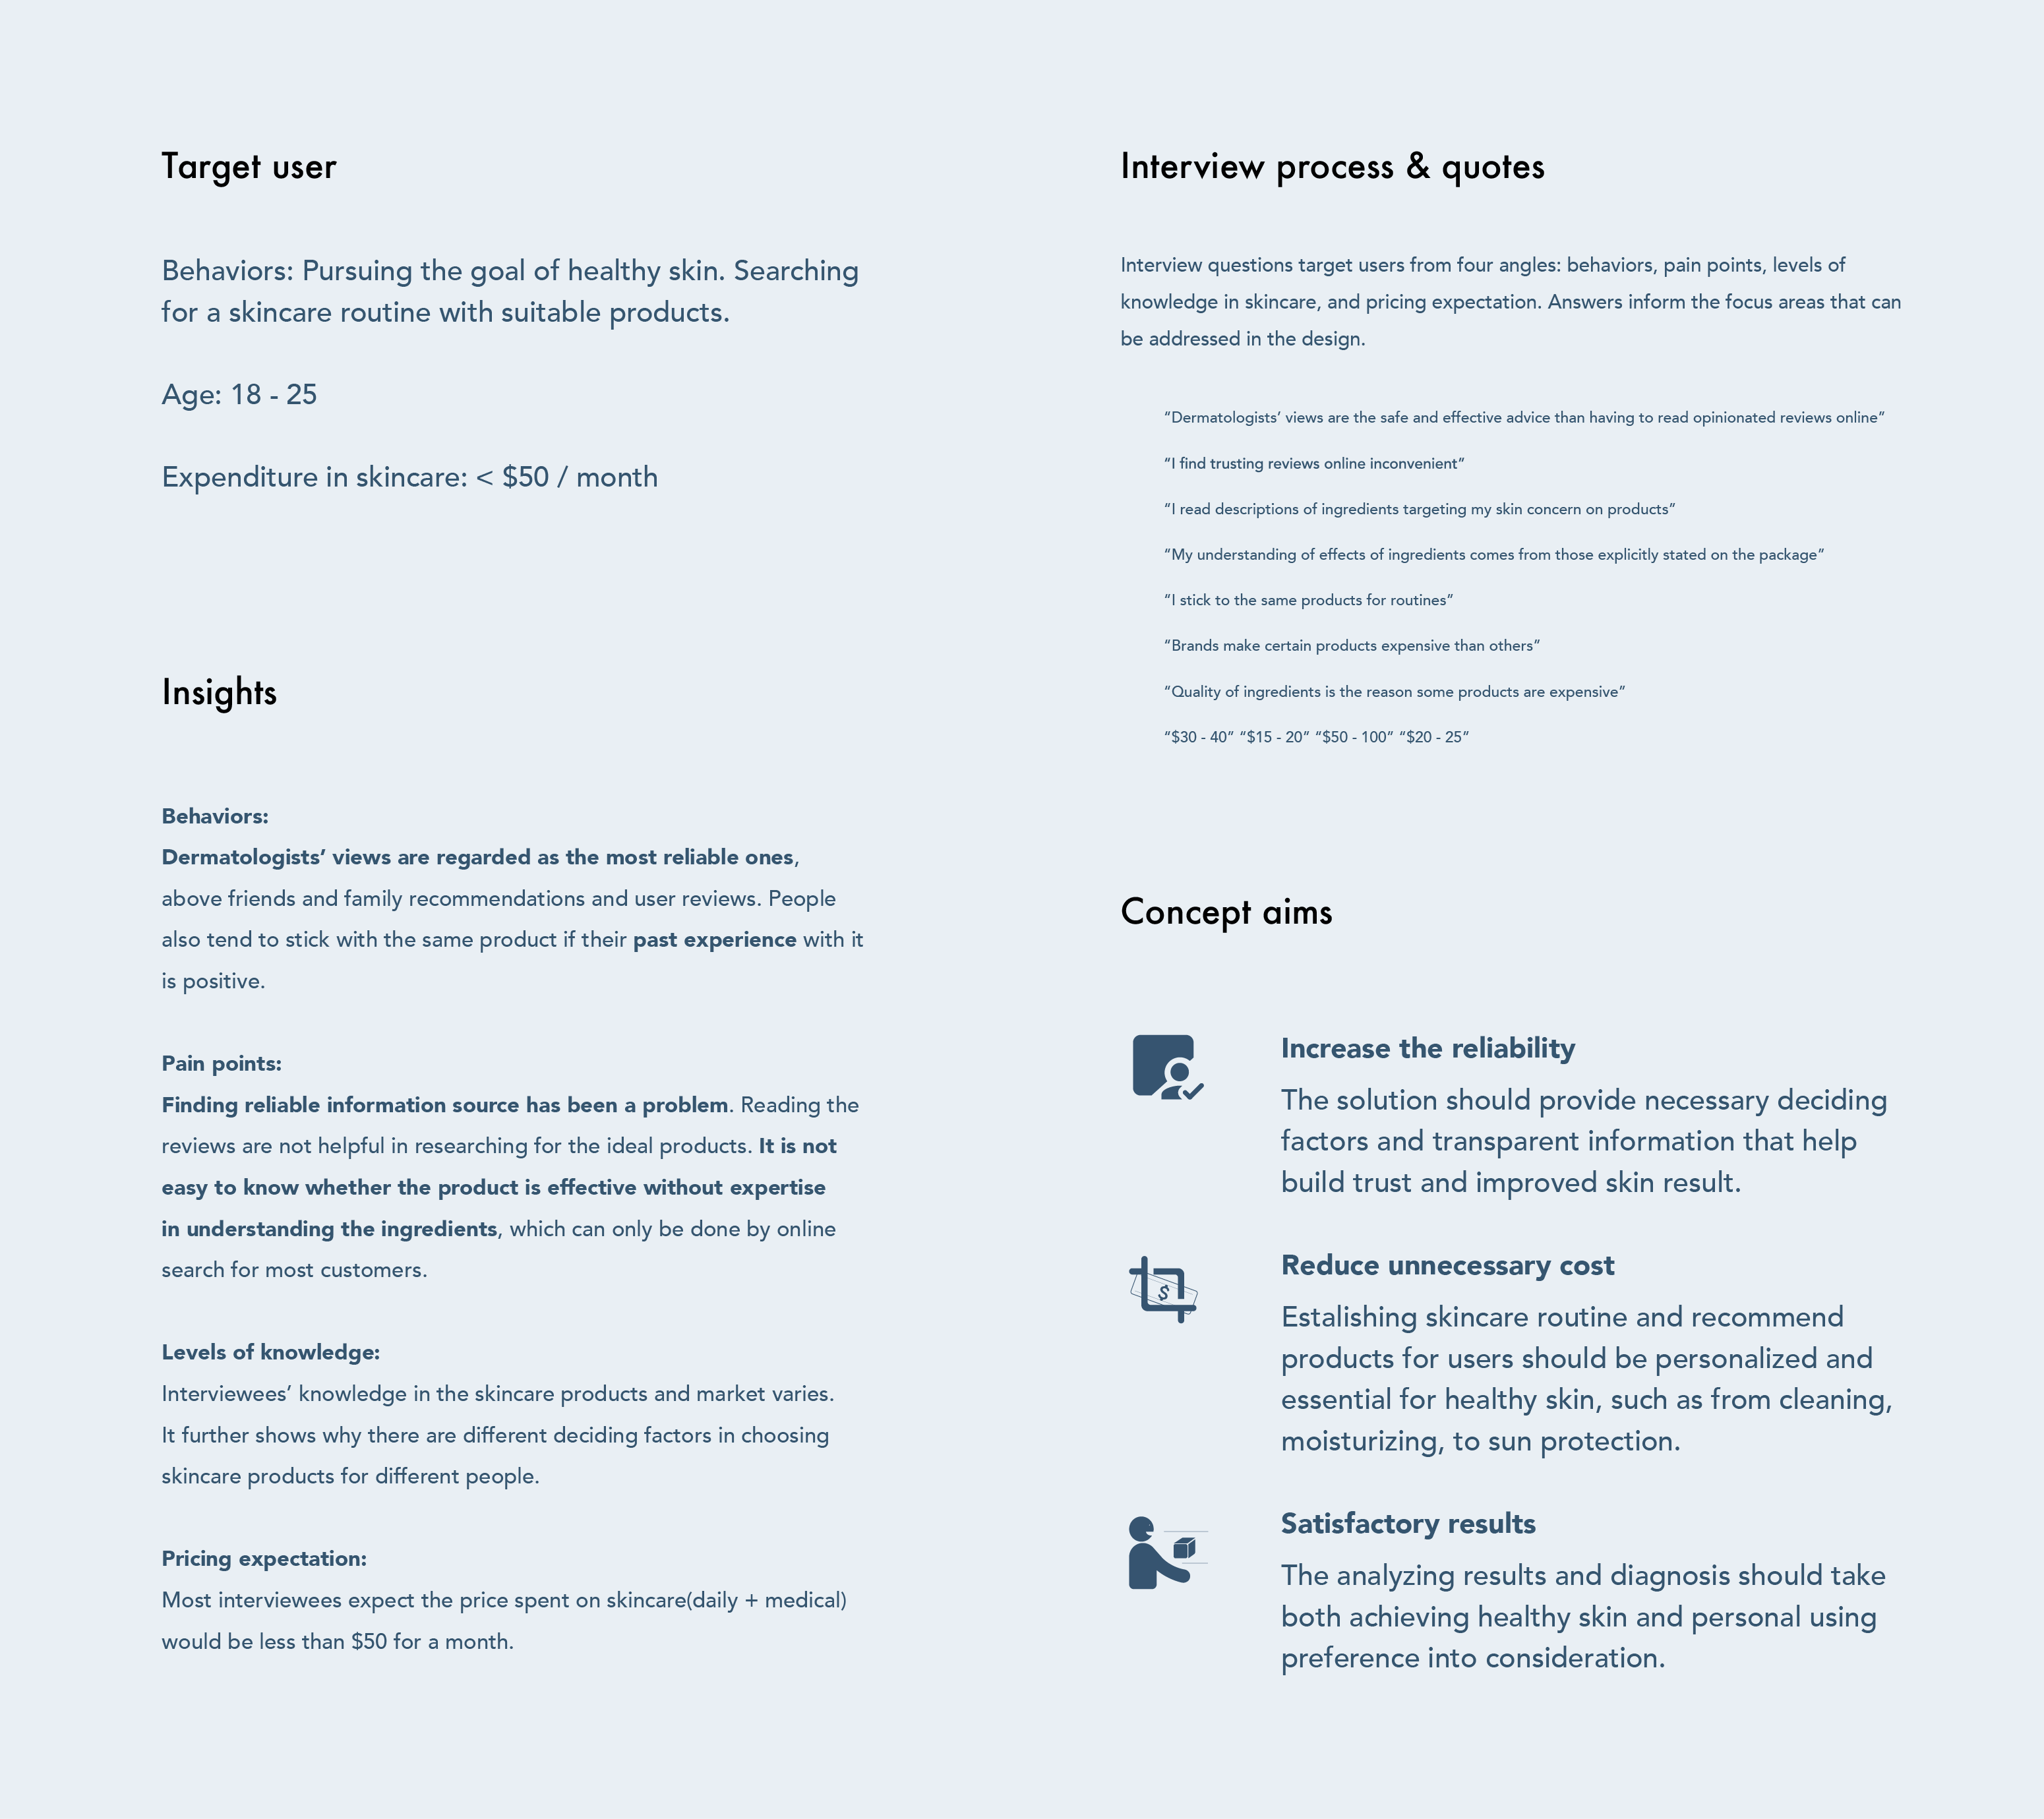 Target user
Behaviors: Pursuing the goal of healthy skin. Searching
for a skincare routine with suitable products.
Age: 18 - 25
Expenditure in skincare: < $50 / month
Insights
Behaviors:
Dermatologists’ views are regarded as the most reliable ones,
above friends and family recommendations and user reviews. People
also tend to stick with the same product if their past experience with it
is positive.
Pain points:
Finding reliable information source has been a problem. Reading the
reviews are not helpful in researching for the ideal products. It is not
easy to know whether the product is effective without expertise
in understanding the ingredients, which can only be done by online
search for most customers.
Levels of knowledge:
Interviewees’ knowledge in the skincare products and market varies.
It further shows why there are different deciding factors in choosing
skincare products for different people.
Pricing expectation:
Most interviewees expect the price spent on skincare(daily + medical)
would be less than $50 for a month.
Interview process & quotes
Interview questions target users from four angles: behaviors, pain points, levels of
knowledge in skincare, and pricing expectation. Answers inform the focus areas that can
be addressed in the design.
“Dermatologists’ views are the safe and effective advice than having to read opinionated reviews online”
“I find trusting reviews online inconvenient”
“I read descriptions of ingredients targeting my skin concern on products”
“My understanding of effects of ingredients comes from those explicitly stated on the package”
“I stick to the same products for routines”
“Brands make certain products expensive than others”
“Quality of ingredients is the reason some products are expensive”
“$30 - 40” “$15 - 20” “$50 - 100” “$20 - 25”
Concept aims
Increase the reliability
The solution should provide necessary deciding
factors and transparent information that help
build trust and improved skin result.
$
Reduce unnecessary cost
Estalishing skincare routine and recommend
products for users should be personalized and
essential for healthy skin, such as from cleaning,
moisturizing, to sun protection.
Satisfactory results
The analyzing results and diagnosis should take
both achieving healthy skin and personal using
preference into consideration.